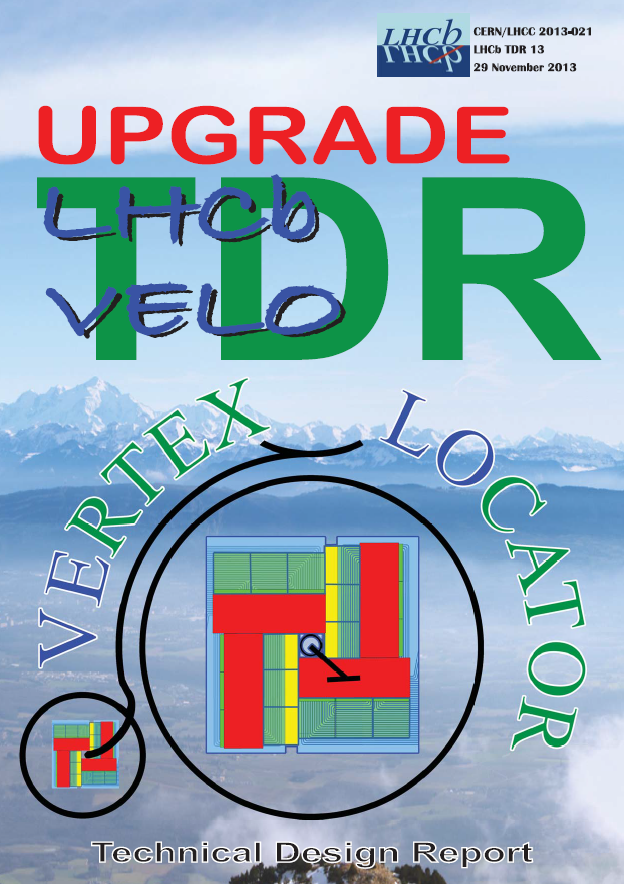 LHCb
LHCb
CERN/LHCC 2013-021
LHCb TDR 13
29 November 2013
UPGRADE
TDR
LHCb
VELO
VERTEX LOCATOR
Technical Design Report